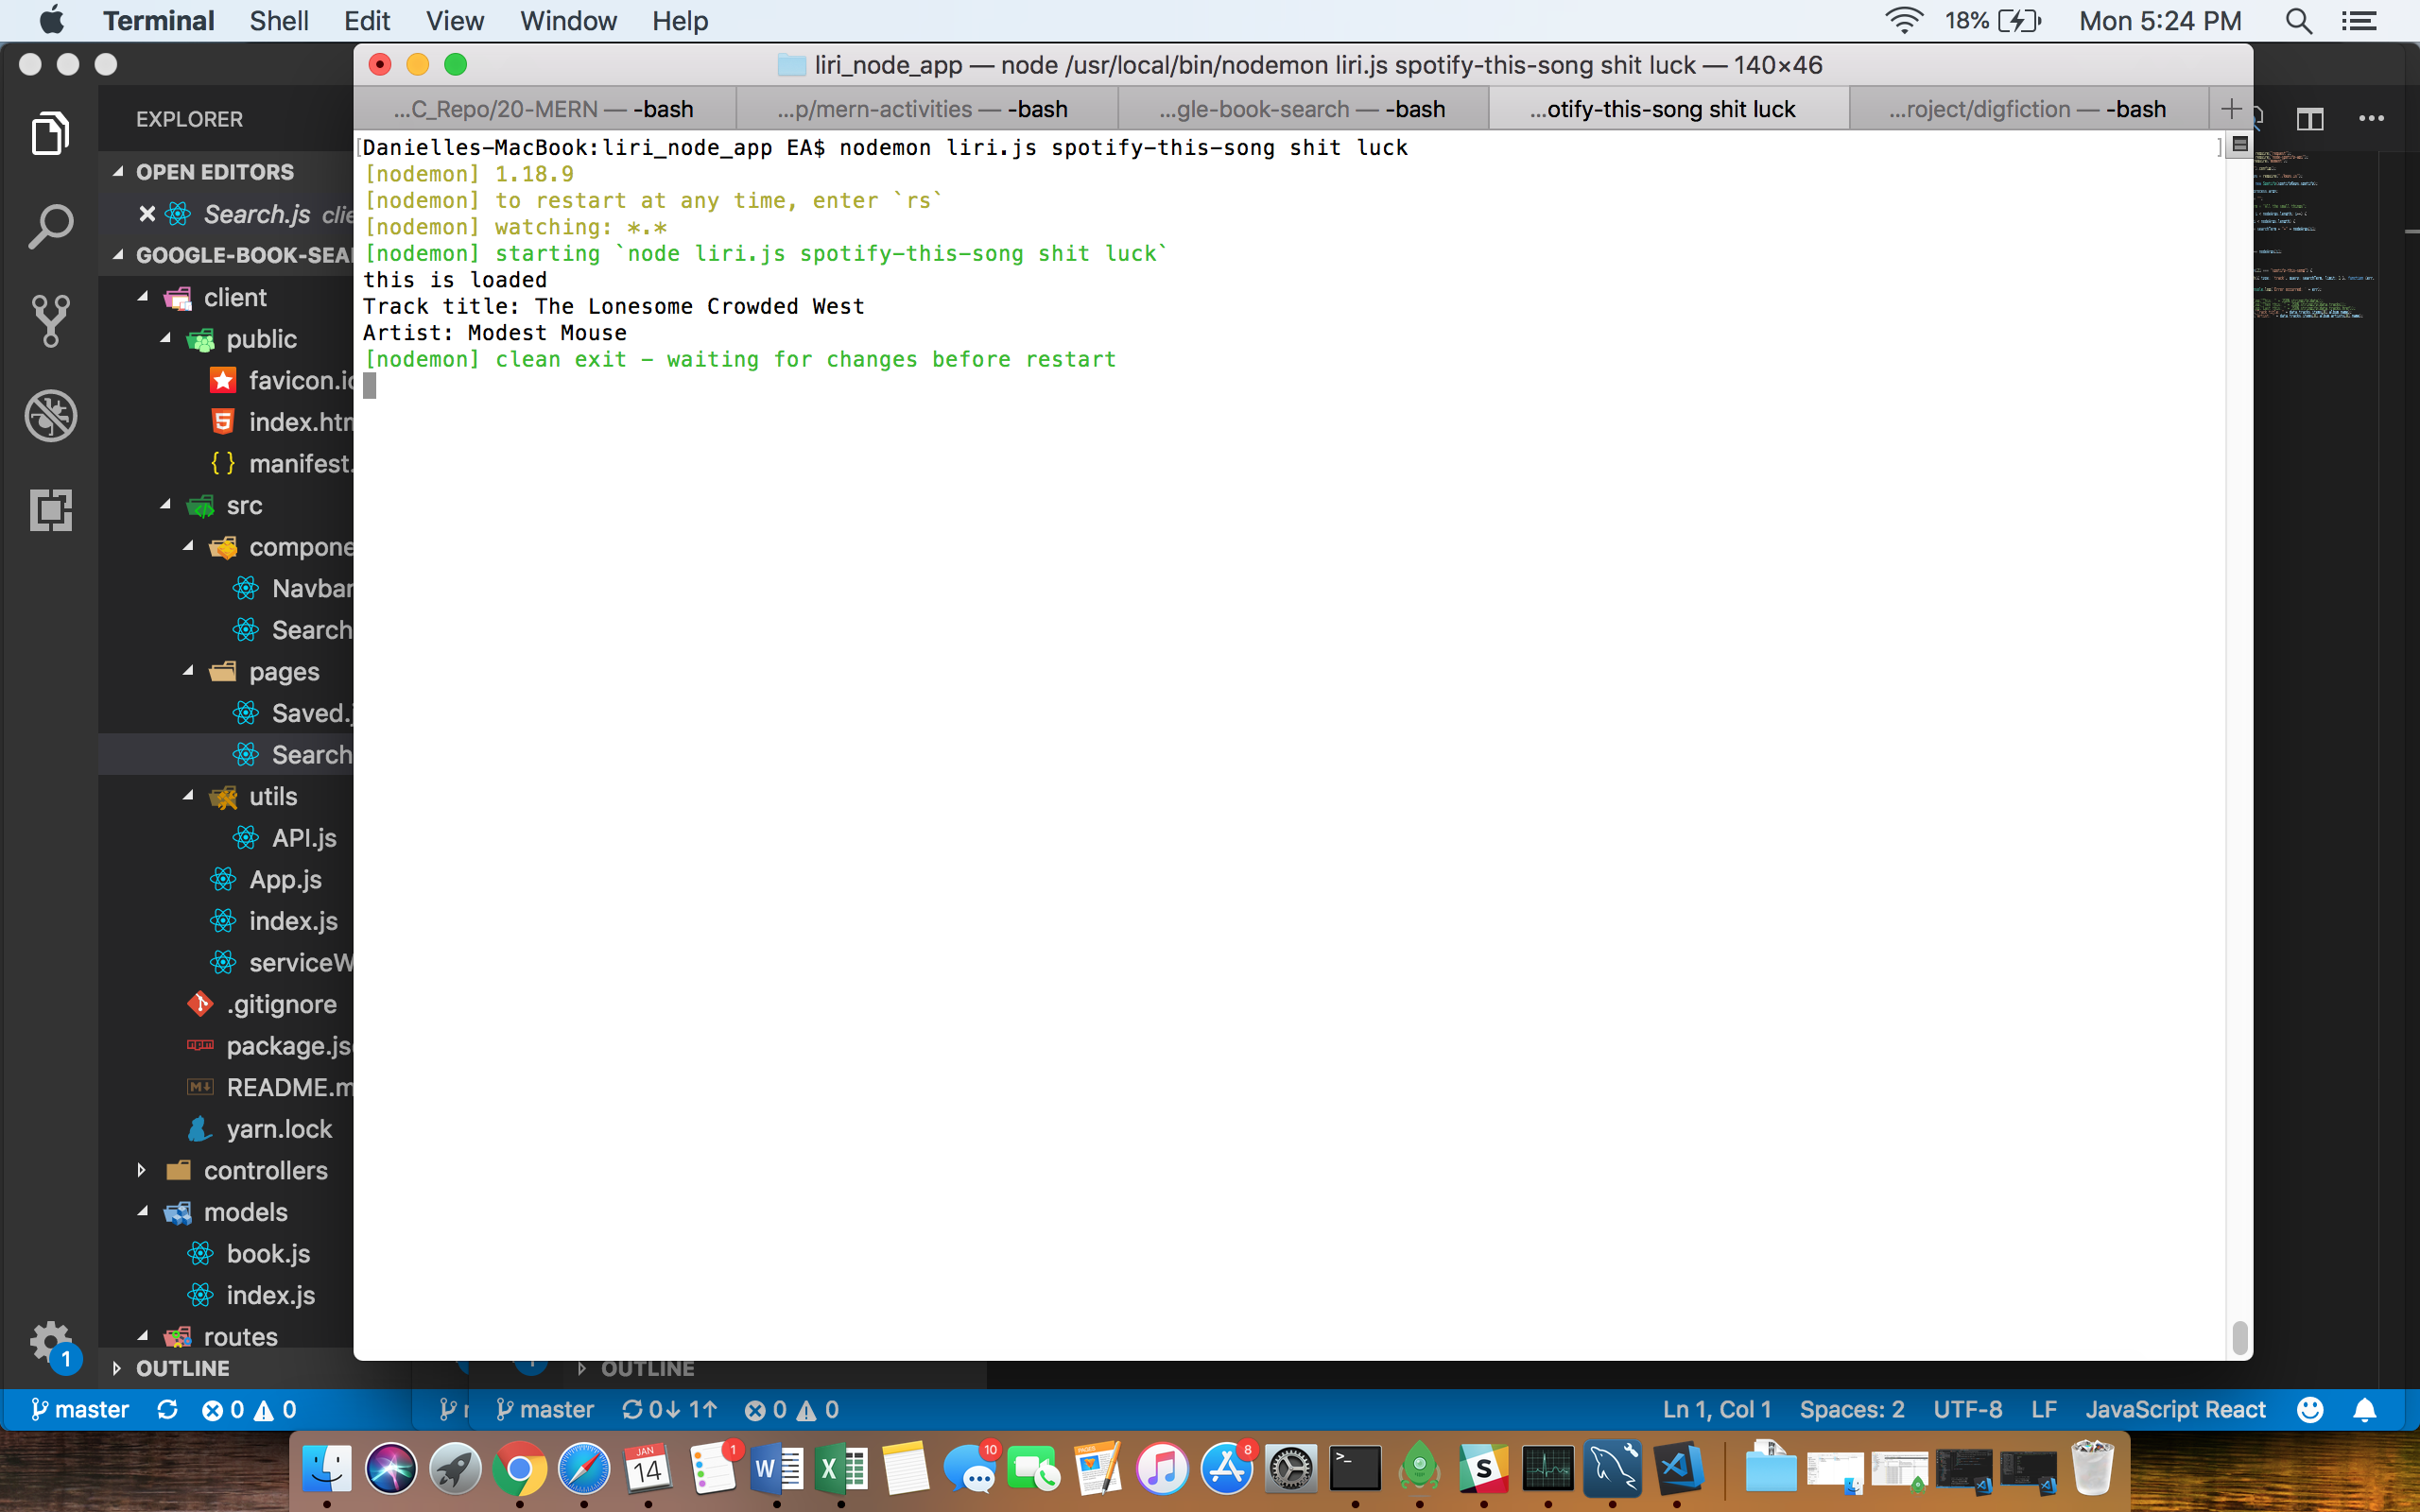 Terminal Shell Edit View Window Help 18% Mon 5:24 PM
liri_node_app — node /usr/local/bin/nodemon liri.js spotify-this-song shit luck — 140×46
...C_Repo/20-MERN — -bash ...p/mern-activities — -bash ...gle-book-search — -bash ...otify-this-song shit luck ...roject/digfiction — -bash +
Danielles-MacBook:liri_node_app EA$ nodemon liri.js spotify-this-song shit luck
[nodemon] 1.18.9
[nodemon] to restart at any time, enter `rs`
[nodemon] watching: *.*
[nodemon] starting `node liri.js spotify-this-song shit luck`
this is loaded
Track title: The Lonesome Crowded West
Artist: Modest Mouse
[nodemon] clean exit - waiting for changes before restart
EXPLORER
OPEN EDITORS
Search.js clie
GOOGLE-BOOK-SEA
client
public
favicon.ic
index.htm
manifest.
src
compone
Navbar
Search
pages
Saved.j
Search
utils
API.js
App.js
index.js
serviceW
.gitignore
package.js
README.m
yarn.lock
controllers
models
book.js
index.js
routes
1
OUTLINE
OUTLINE
master 0 0 master 0↓ 1↑ 0 0 Ln 1, Col 1 Spaces: 2 UTF-8 LF JavaScript React
JAN
14
1
W
X
10
PAGES
8
>_
S